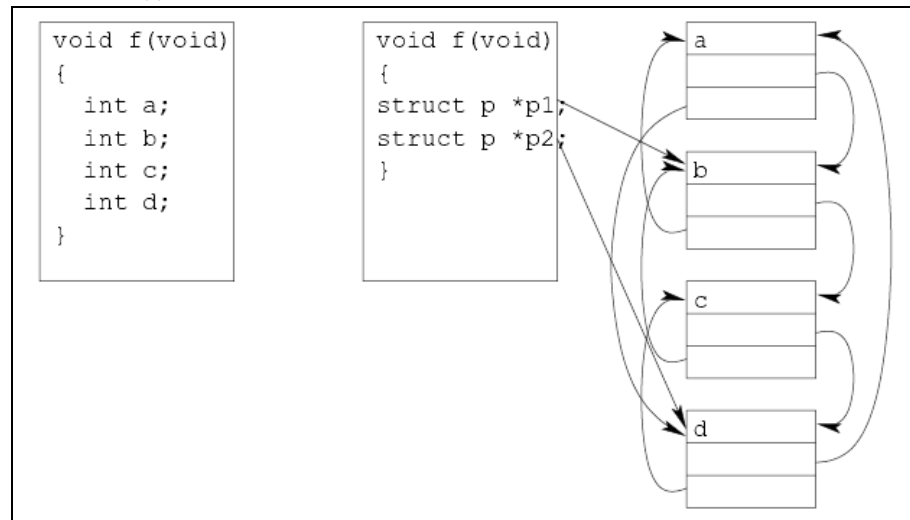 void f(void)
{
int a;
int b;
int c;
int d;
}
void f(void)
{
struct p *p1;
struct p *p2;
}
a
b
c
d